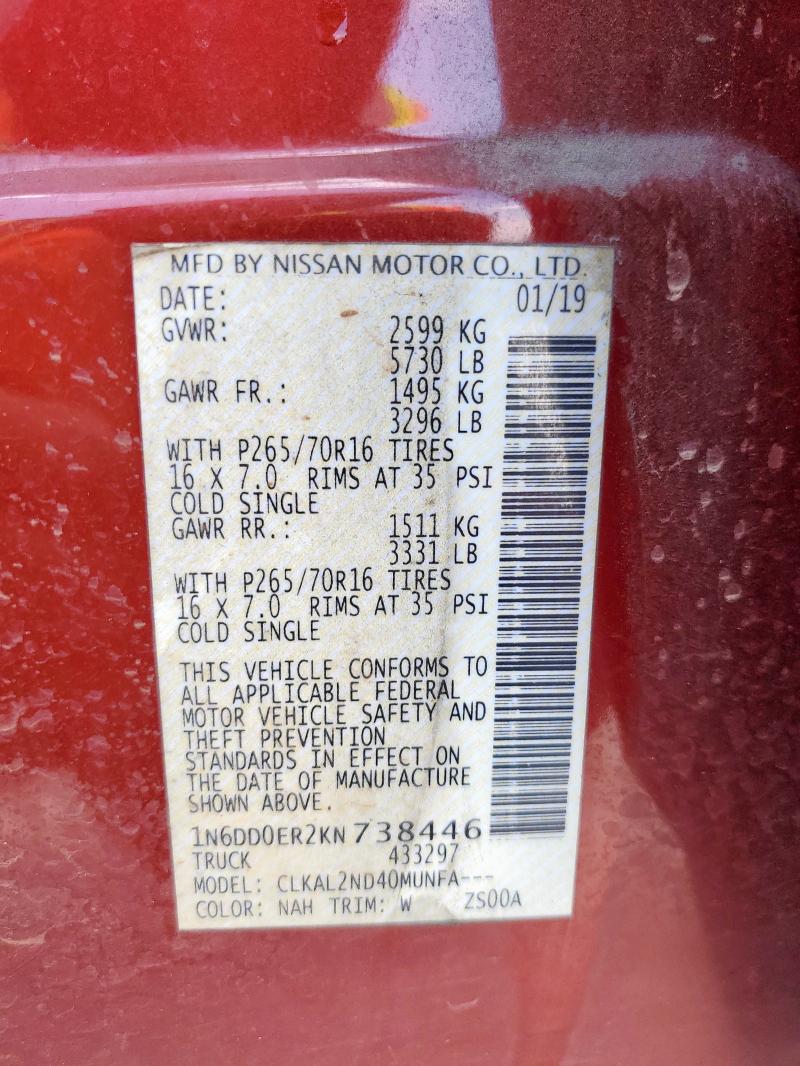 MFD BY NISSAN MOTOR CO., LTD.
DATE: 01/19
GVWR: 2599 KG
5730 LB
GAWR FR.: 1495 KG
3296 LB
WITH P265/70R16 TIRES
16 X 7.0 RIMS AT 35 PSI
COLD SINGLE
GAWR RR.: 1511 KG
3331 LB
WITH P265/70R16 TIRES
16 X 7.0 RIMS AT 35 PSI
COLD SINGLE
THIS VEHICLE CONFORMS TO
ALL APPLICABLE FEDERAL
MOTOR VEHICLE SAFETY AND
THEFT PREVENTION
STANDARDS IN EFFECT ON
THE DATE OF MANUFACTURE
SHOWN ABOVE.
1N6DD0ER2KN738446
TRUCK 433297
MODEL: CLKAL2ND40MUNFA---
COLOR: NAH TRIM: W ZS00A